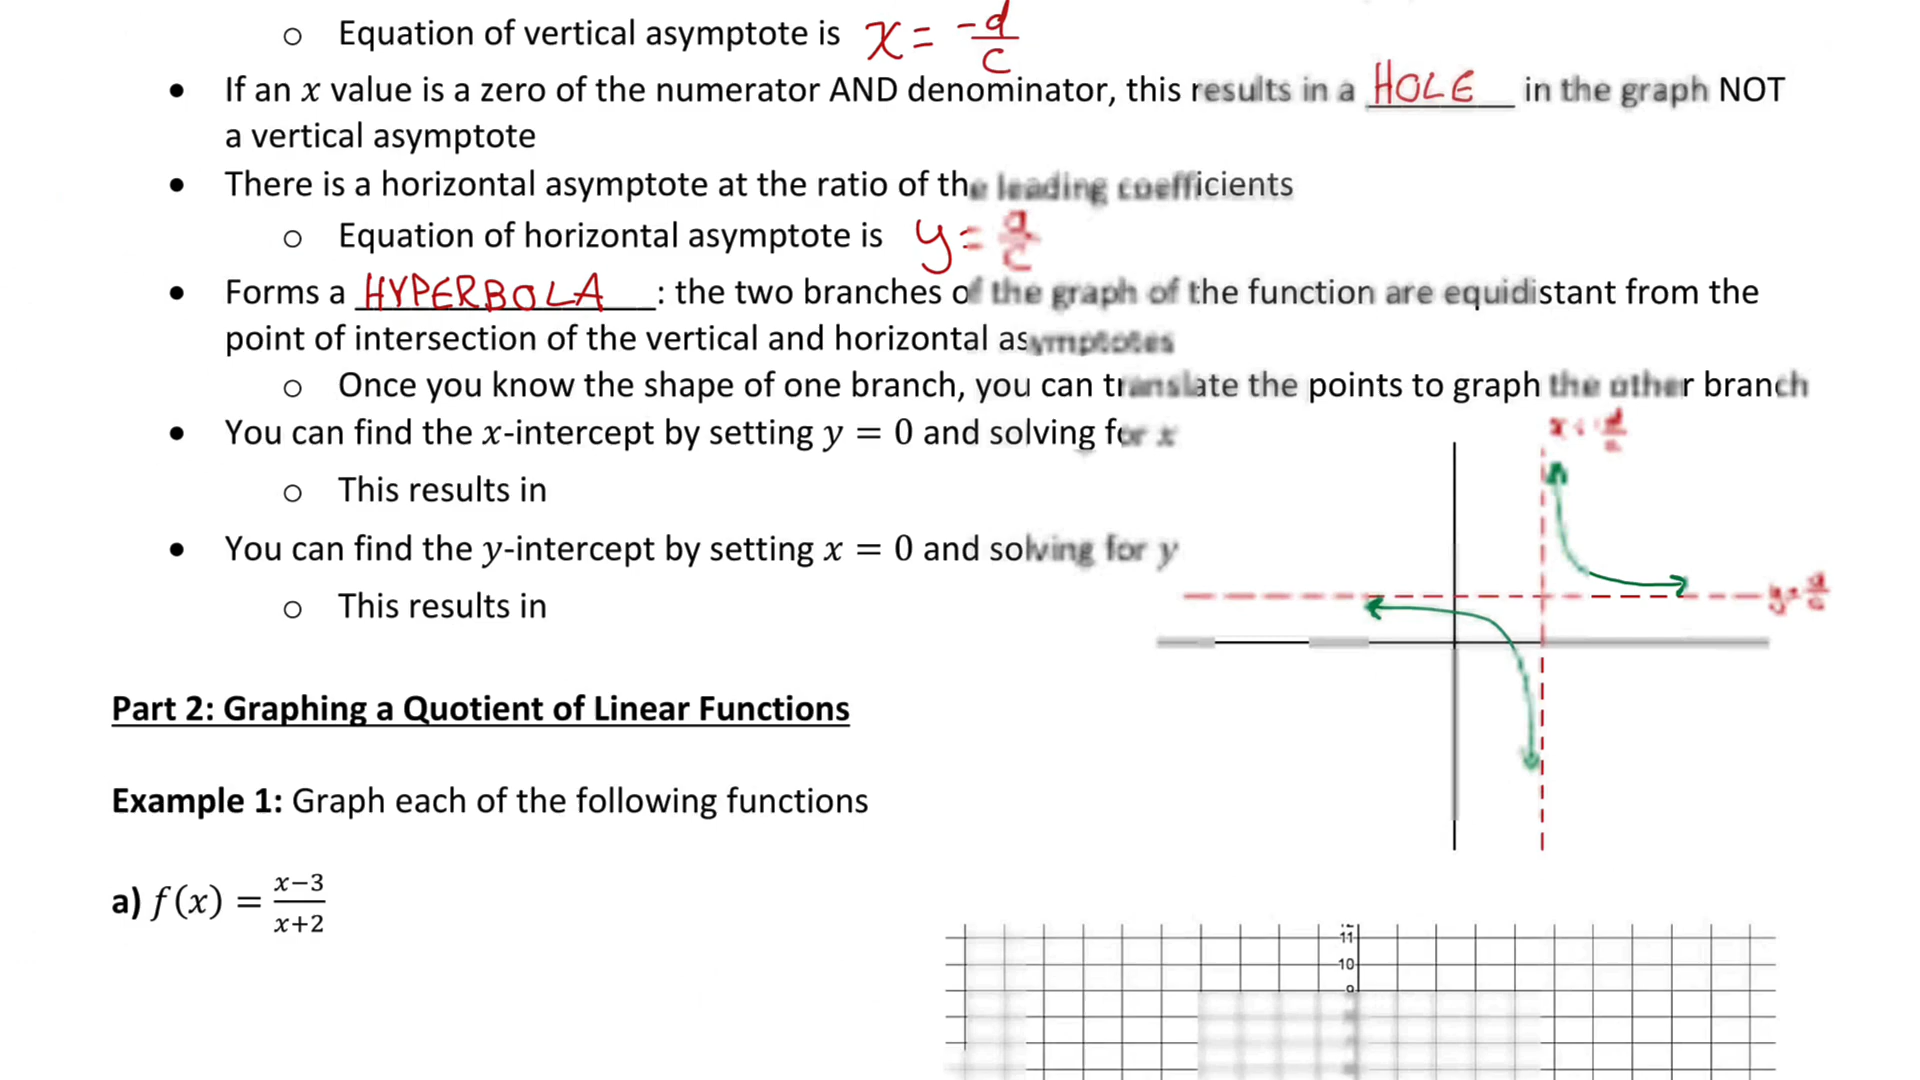 ○ Equation of vertical asymptote is x = -d/c
• If an x value is a zero of the numerator AND denominator, this results in a HOLE in the graph NOT
a vertical asymptote
• There is a horizontal asymptote at the ratio of the leading coefficients
○ Equation of horizontal asymptote is y = a/c
• Forms a HYPERBOLA : the two branches of the graph of the function are equidistant from the
point of intersection of the vertical and horizontal asymptotes
○ Once you know the shape of one branch, you can translate the points to graph the other branch
• You can find the x-intercept by setting y = 0 and solving for x
x = -d/c
○ This results in
• You can find the y-intercept by setting x = 0 and solving for y
y = a/c
○ This results in
Part 2: Graphing a Quotient of Linear Functions
Example 1: Graph each of the following functions
a) f(x) = x−3/x+2
11
10
9